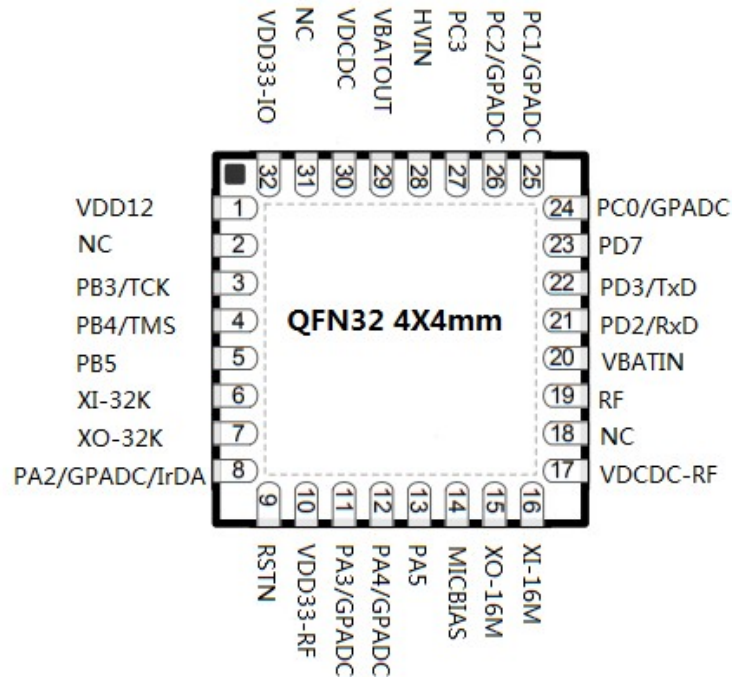 VDD33-IO
NC
VDCDC
VBATOUT
HVIN
PC3
PC2/GPADC
PC1/GPADC
32 31 30 29 28 27 26 25
VDD12 1
NC 2
PB3/TCK 3
PB4/TMS 4
PB5 5
XI-32K 6
XO-32K 7
PA2/GPADC/IrDA 8
QFN32 4X4mm
24 PC0/GPADC
23 PD7
22 PD3/TxD
21 PD2/RxD
20 VBATIN
19 RF
18 NC
17 VDCDC-RF
9 10 11 12 13 14 15 16
RSTN
VDD33-RF
PA3/GPADC
PA4/GPADC
PA5
MICBIAS
XO-16M
XI-16M